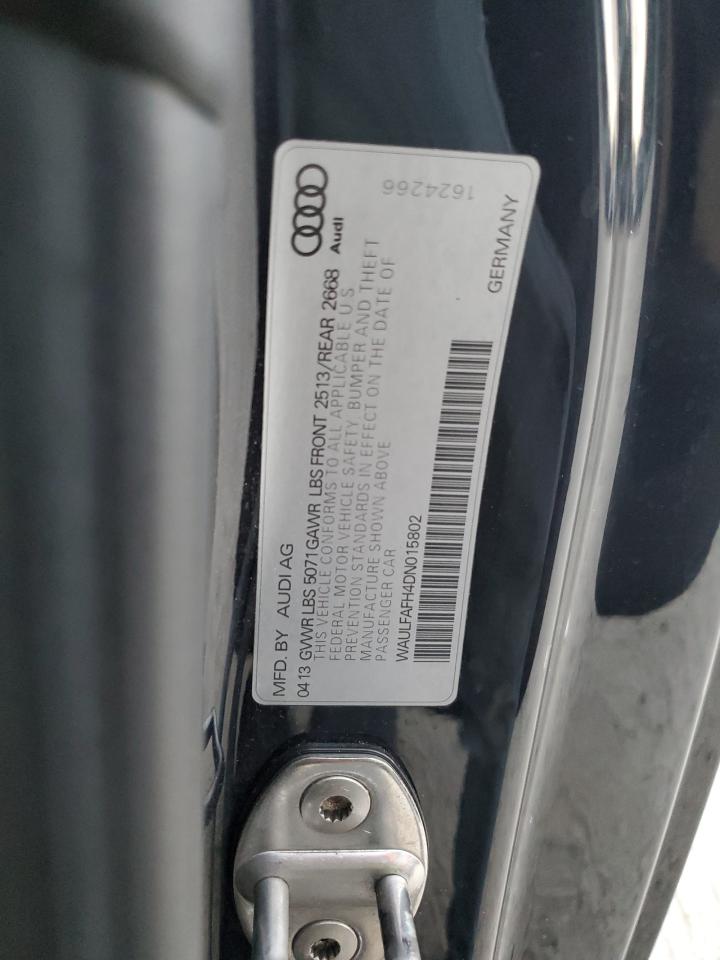 MFD. BY AUDI AG
Audi
0413 GVWR LBS 5071 GAWR LBS FRONT 2513/REAR 2668
THIS VEHICLE CONFORMS TO ALL APPLICABLE U S
FEDERAL MOTOR VEHICLE SAFETY, BUMPER AND THEFT
PREVENTION STANDARDS IN EFFECT ON THE DATE OF
MANUFACTURE SHOWN ABOVE
PASSENGER CAR
WAULFAFH4DN015802
1624266
GERMANY